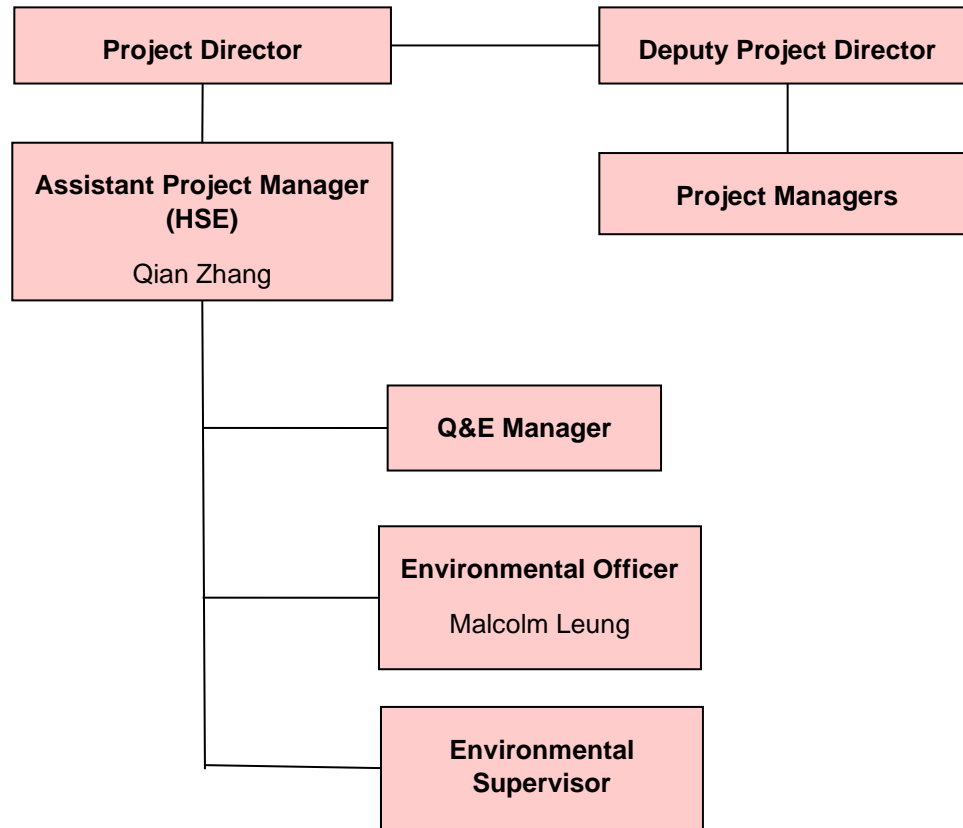 Project Director
Deputy Project Director
Assistant Project Manager
(HSE)
Qian Zhang
Project Managers
Q&E Manager
Environmental Officer
Malcolm Leung
Environmental
Supervisor